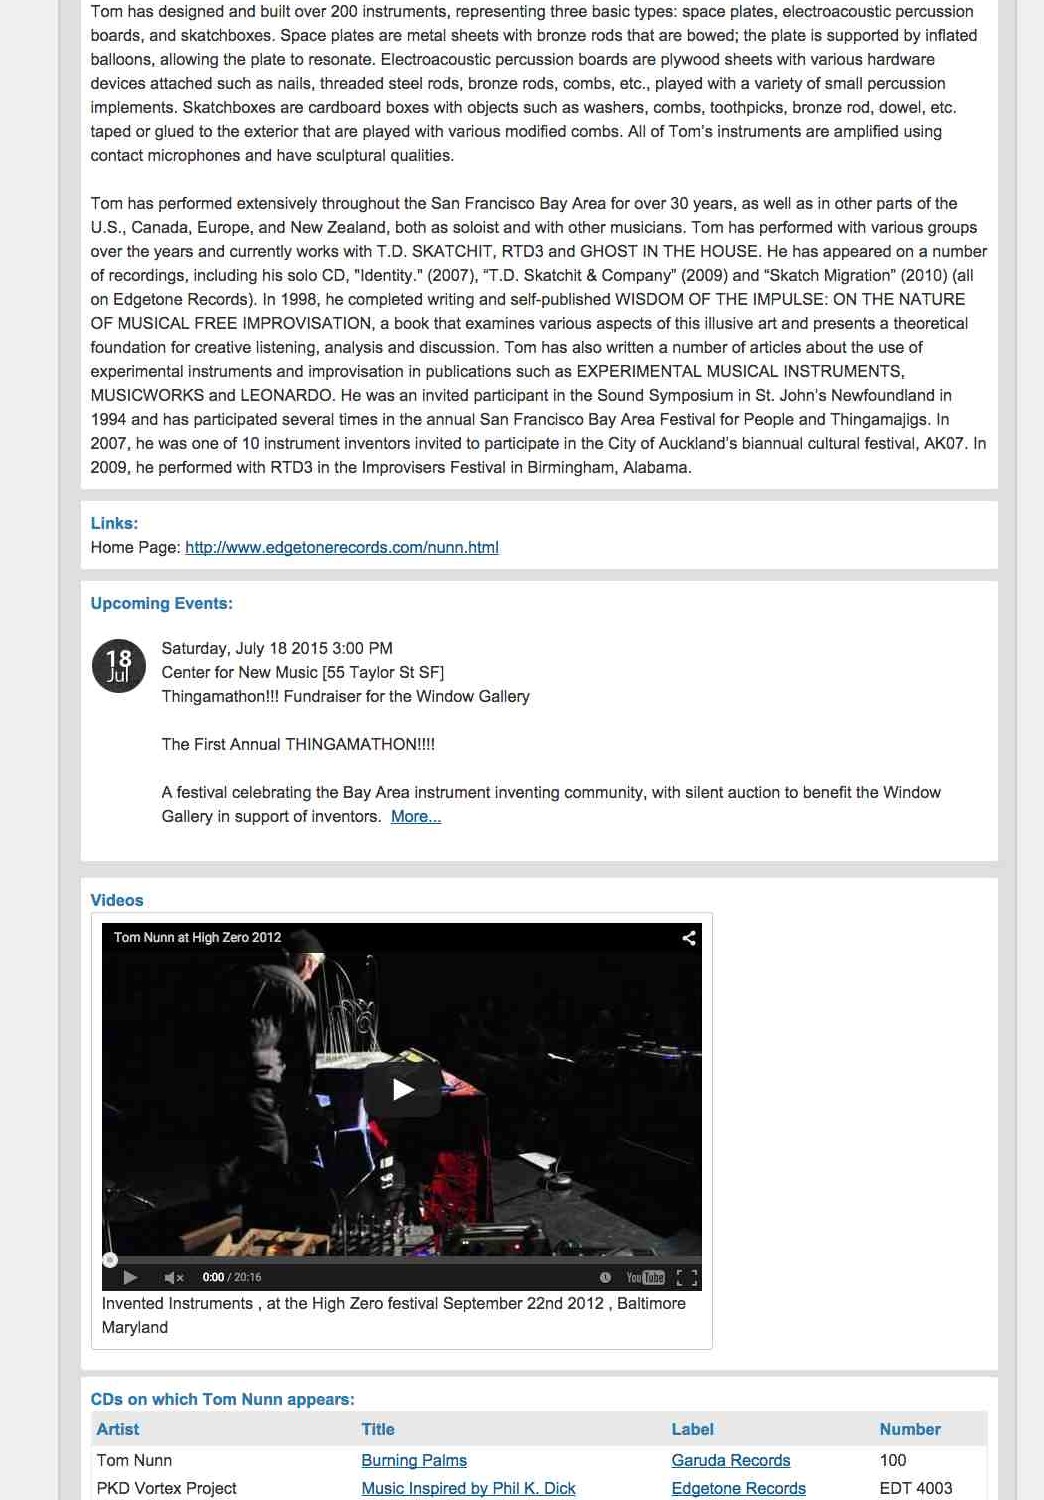 Tom has designed and built over 200 instruments, representing three basic types: space plates, electroacoustic percussion
boards, and skatchboxes. Space plates are metal sheets with bronze rods that are bowed; the plate is supported by inflated
balloons, allowing the plate to resonate. Electroacoustic percussion boards are plywood sheets with various hardware
devices attached such as nails, threaded steel rods, bronze rods, combs, etc., played with a variety of small percussion
implements. Skatchboxes are cardboard boxes with objects such as washers, combs, toothpicks, bronze rod, dowel, etc.
taped or glued to the exterior that are played with various modified combs. All of Tom's instruments are amplified using
contact microphones and have sculptural qualities.
Tom has performed extensively throughout the San Francisco Bay Area for over 30 years, as well as in other parts of the
U.S., Canada, Europe, and New Zealand, both as soloist and with other musicians. Tom has performed with various groups
over the years and currently works with T.D. SKATCHIT, RTD3 and GHOST IN THE HOUSE. He has appeared on a number
of recordings, including his solo CD, "Identity." (2007), “T.D. Skatchit & Company” (2009) and “Skatch Migration” (2010) (all
on Edgetone Records). In 1998, he completed writing and self-published WISDOM OF THE IMPULSE: ON THE NATURE
OF MUSICAL FREE IMPROVISATION, a book that examines various aspects of this illusive art and presents a theoretical
foundation for creative listening, analysis and discussion. Tom has also written a number of articles about the use of
experimental instruments and improvisation in publications such as EXPERIMENTAL MUSICAL INSTRUMENTS,
MUSICWORKS and LEONARDO. He was an invited participant in the Sound Symposium in St. John's Newfoundland in
1994 and has participated several times in the annual San Francisco Bay Area Festival for People and Thingamajigs. In
2007, he was one of 10 instrument inventors invited to participate in the City of Auckland's biannual cultural festival, AK07. In
2009, he performed with RTD3 in the Improvisers Festival in Birmingham, Alabama.
Links:
Home Page: http://www.edgetonerecords.com/nunn.html
Upcoming Events:
18
Jul
Saturday, July 18 2015 3:00 PM
Center for New Music [55 Taylor St SF]
Thingamathon!!! Fundraiser for the Window Gallery
The First Annual THINGAMATHON!!!!
A festival celebrating the Bay Area instrument inventing community, with silent auction to benefit the Window
Gallery in support of inventors. More...
Videos
Tom Nunn at High Zero 2012
0:00 / 20:16
YouTube
Invented Instruments , at the High Zero festival September 22nd 2012 , Baltimore
Maryland
CDs on which Tom Nunn appears:
Artist Title Label Number
Tom Nunn Burning Palms Garuda Records 100
PKD Vortex Project Music Inspired by Phil K. Dick Edgetone Records EDT 4003